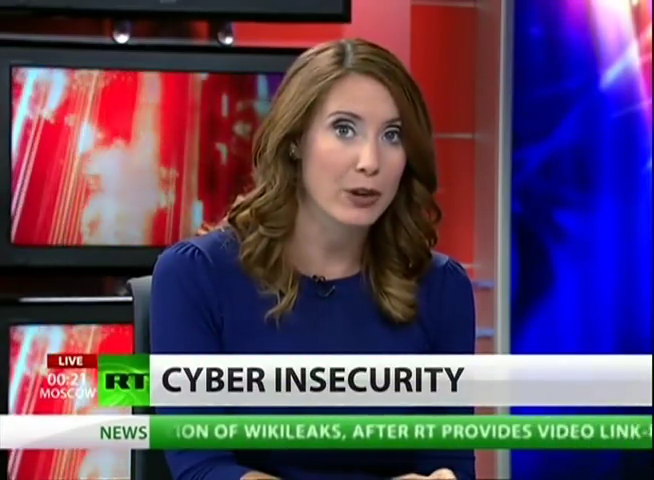 LIVE
00:21
MOSCOW
RT
CYBER INSECURITY
NEWS
ION OF WIKILEAKS, AFTER RT PROVIDES VIDEO LINK-